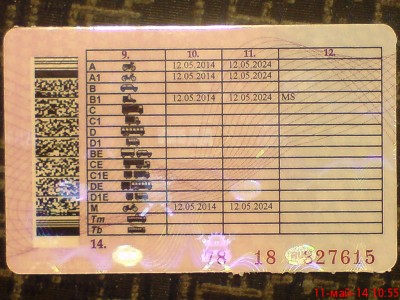 9. 10. 11. 12.
A 12.05.2014 12.05.2024
A1 12.05.2014 12.05.2024
B
B1 12.05.2014 12.05.2024 MS
C
C1
D
D1
BE
CE
C1E
DE
D1E
M 12.05.2014 12.05.2024
Tm
Tb
14.
78 18 327615
11-май-14 10:55